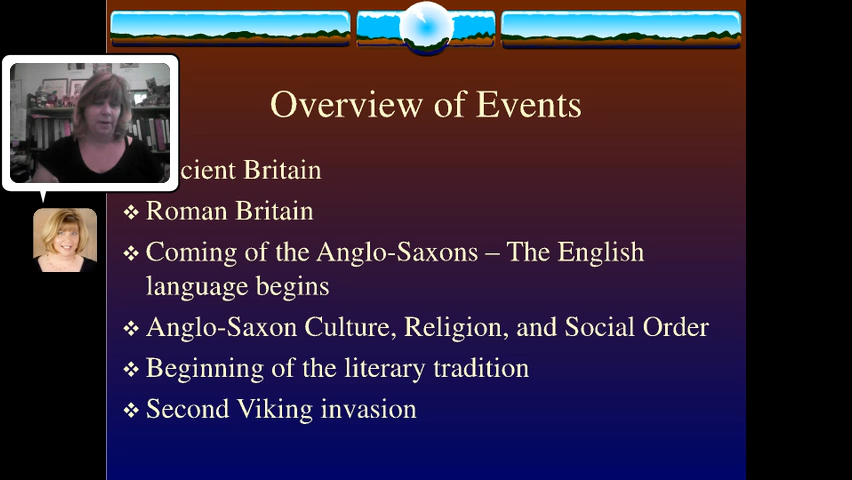 Overview of Events
cient Britain
❖ Roman Britain
❖ Coming of the Anglo-Saxons – The English
language begins
❖ Anglo-Saxon Culture, Religion, and Social Order
❖ Beginning of the literary tradition
❖ Second Viking invasion